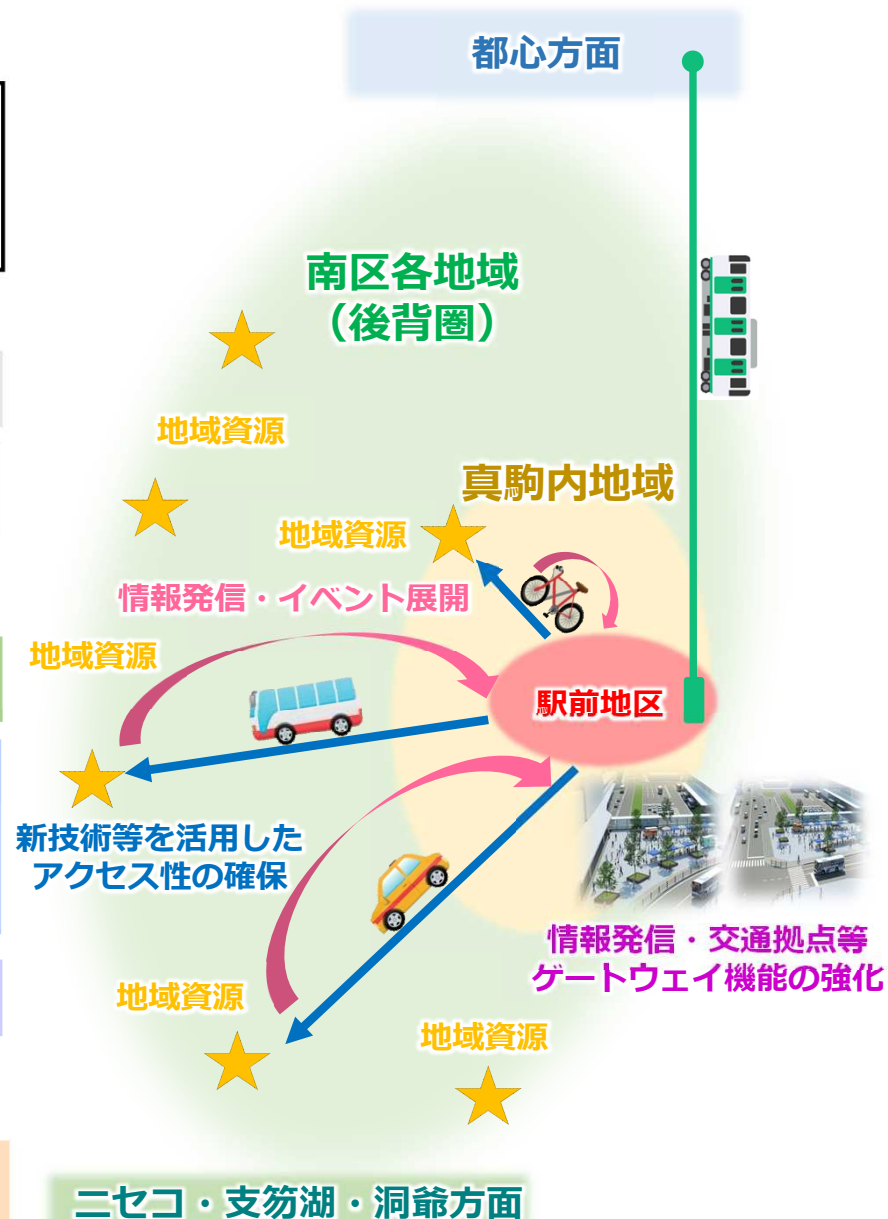 都心方面
南区各地域
（後背圏）
地域資源
真駒内地域
地域資源
情報発信・イベント展開
地域資源
駅前地区
新技術等を活用した
アクセス性の確保
情報発信・交通拠点等
ゲートウェイ機能の強化
地域資源
地域資源
ニセコ・支笏湖・洞爺方面